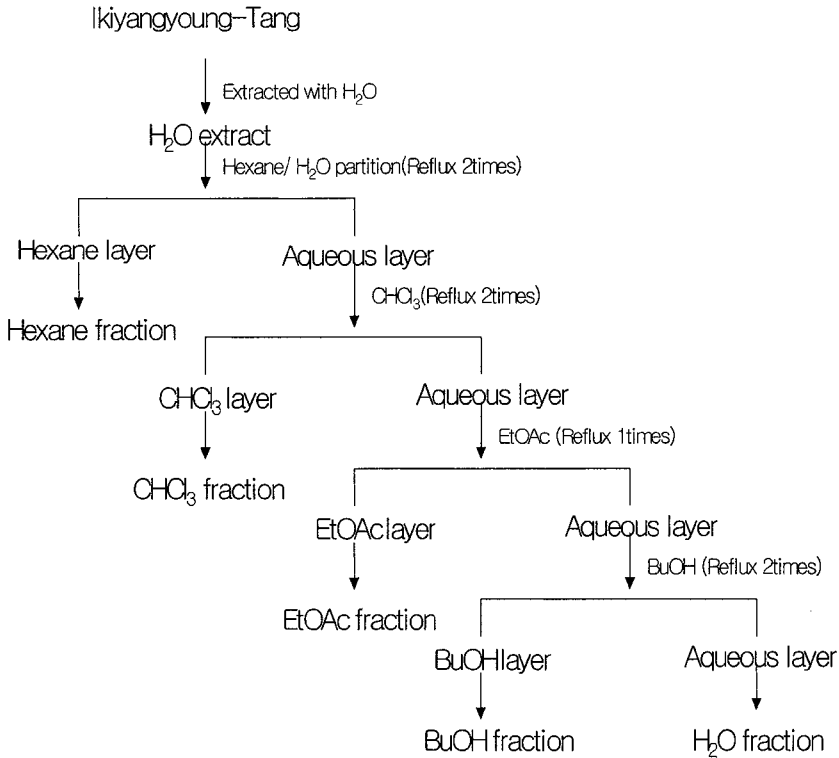 Ikiyangyoung-Tang
Extracted with H₂O
H₂O extract
Hexane/ H₂O partition(Reflux 2times)
Hexane layer
Aqueous layer
CHCl₃(Reflux 2times)
Hexane fraction
CHCl₃ layer
Aqueous layer
EtOAc (Reflux 1times)
CHCl₃ fraction
EtOAc layer
Aqueous layer
BuOH (Reflux 2times)
EtOAc fraction
BuOH layer
Aqueous layer
BuOH fraction
H₂O fraction